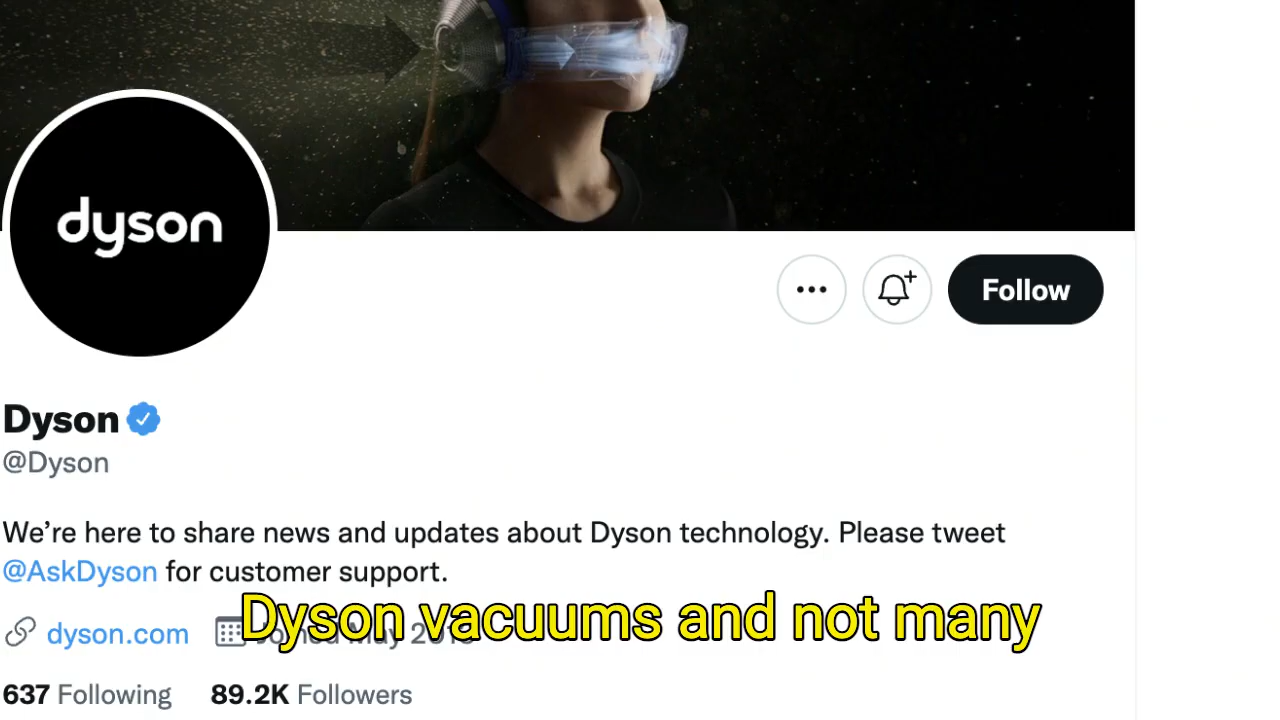 dyson
Follow
Dyson
@Dyson
We're here to share news and updates about Dyson technology. Please tweet
@AskDyson for customer support.
dyson.com
Dyson vacuums and not many
637 Following 89.2K Followers